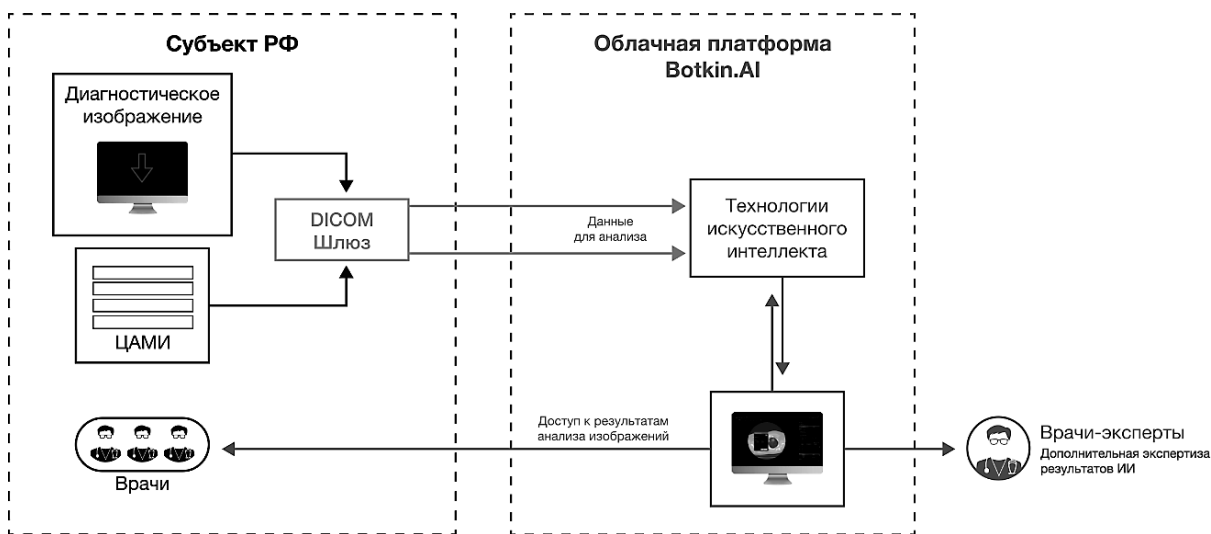 Субъект РФ
Диагностическое
изображение
DICOM
Шлюз
ЦАМИ
Врачи
Облачная платформа
Botkin.AI
Данные
для анализа
Технологии
искусственного
интеллекта
Доступ к результатам
анализа изображений
Врачи-эксперты
Дополнительная экспертиза
результатов ИИ